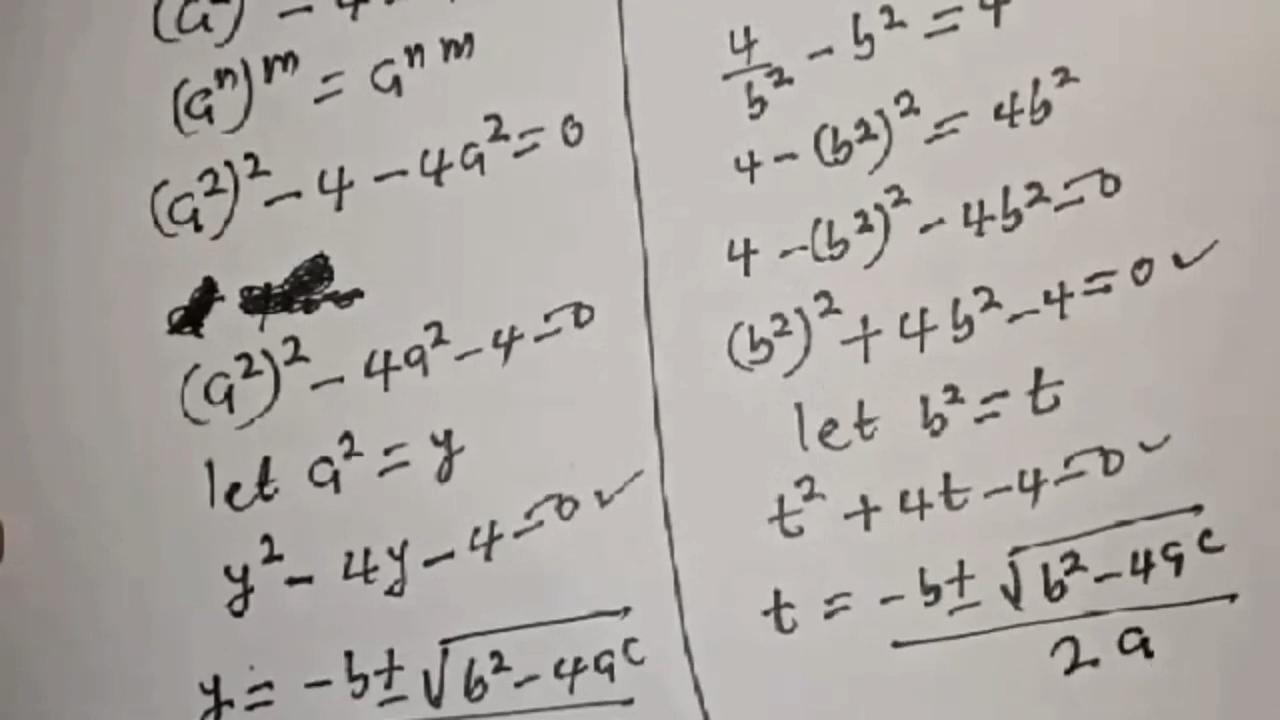 (a²) - 4
(aⁿ)ᵐ = aⁿᵐ
(a²)² - 4 - 4a² = 0
(a²)² - 4a² - 4 = 0
let a² = y
y² - 4y - 4 = 0 ✓
y = -b ± √(b² - 4ac)
4/b² - b² = 4
4 - (b²)² = 4b²
4 - (b²)² - 4b² = 0
(b²)² + 4b² - 4 = 0 ✓
let b² = t
t² + 4t - 4 = 0 ✓
t = -b ± √(b² - 4ac)
2a